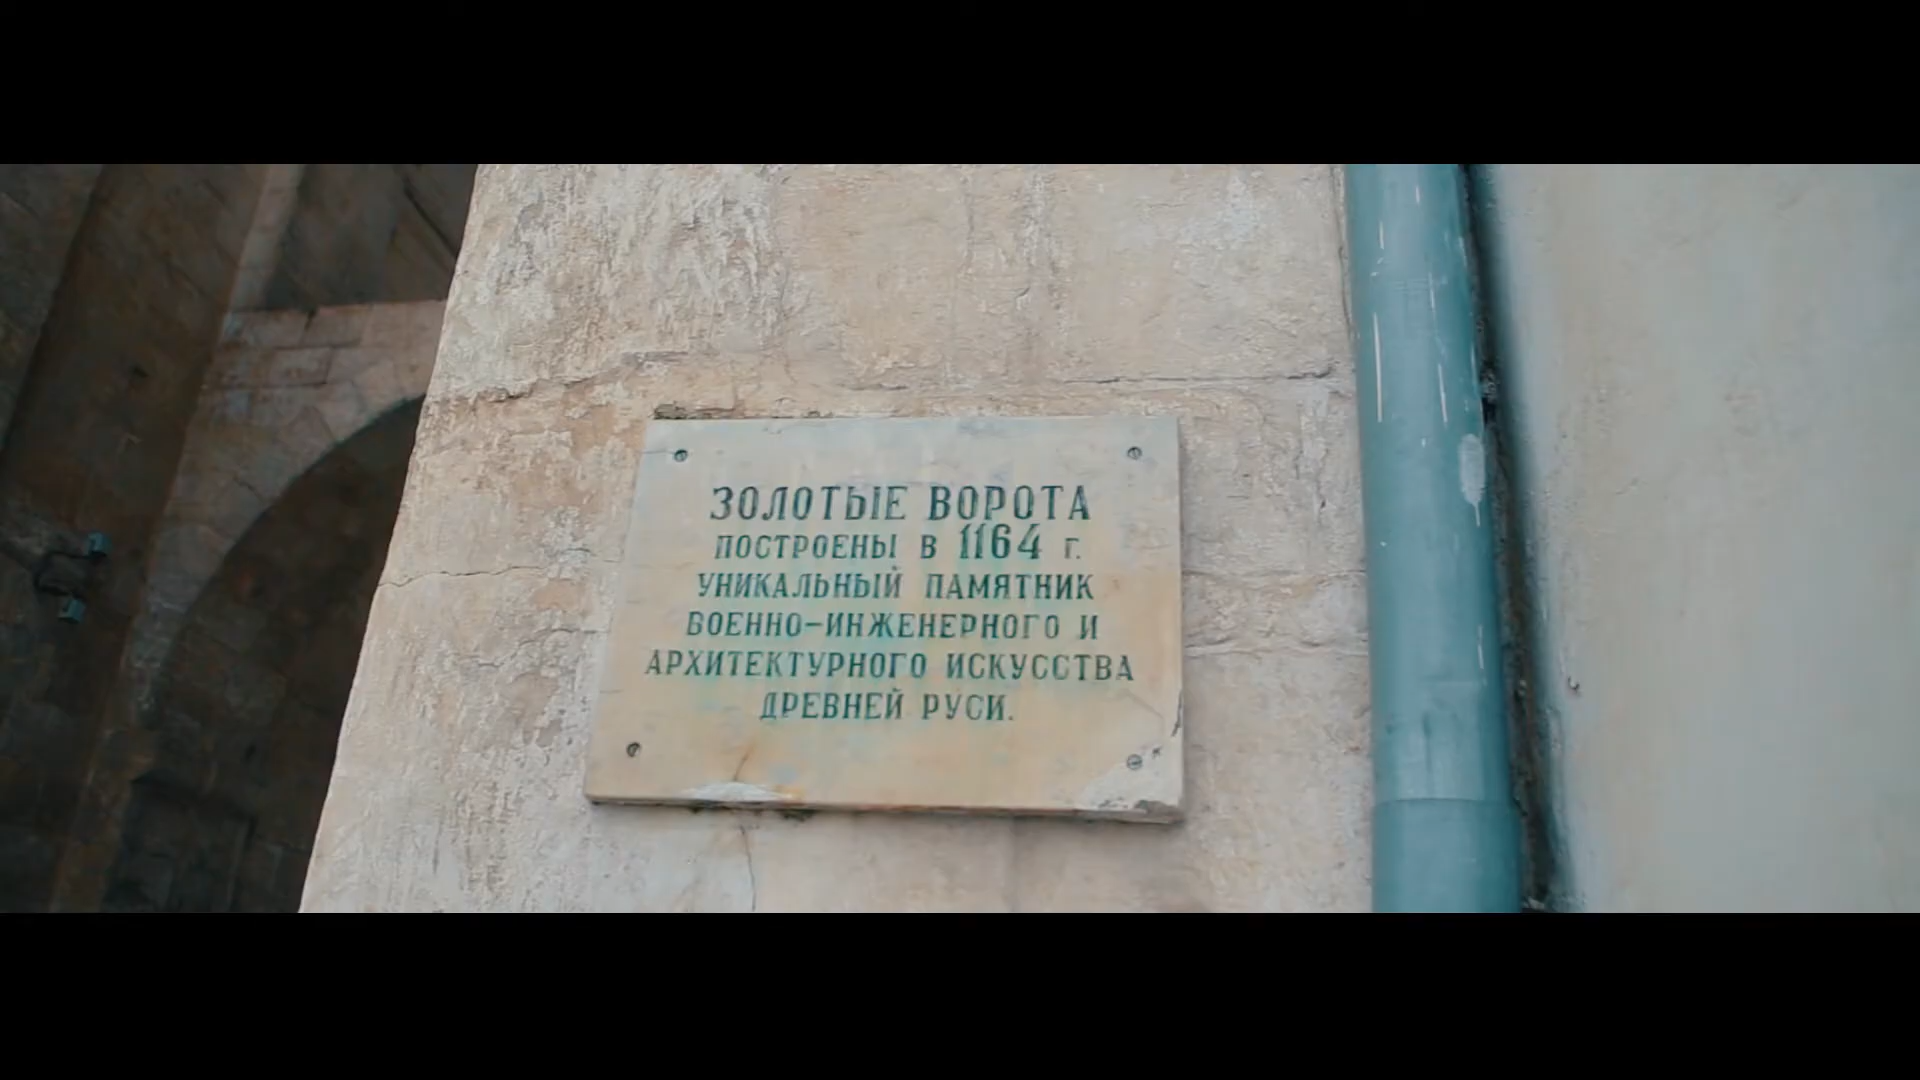 ЗОЛОТЫЕ ВОРОТА
ПОСТРОЕНЫ В 1164 г.
УНИКАЛЬНЫЙ ПАМЯТНИК
ВОЕННО-ИНЖЕНЕРНОГО И
АРХИТЕКТУРНОГО ИСКУССТВА
ДРЕВНЕЙ РУСИ.